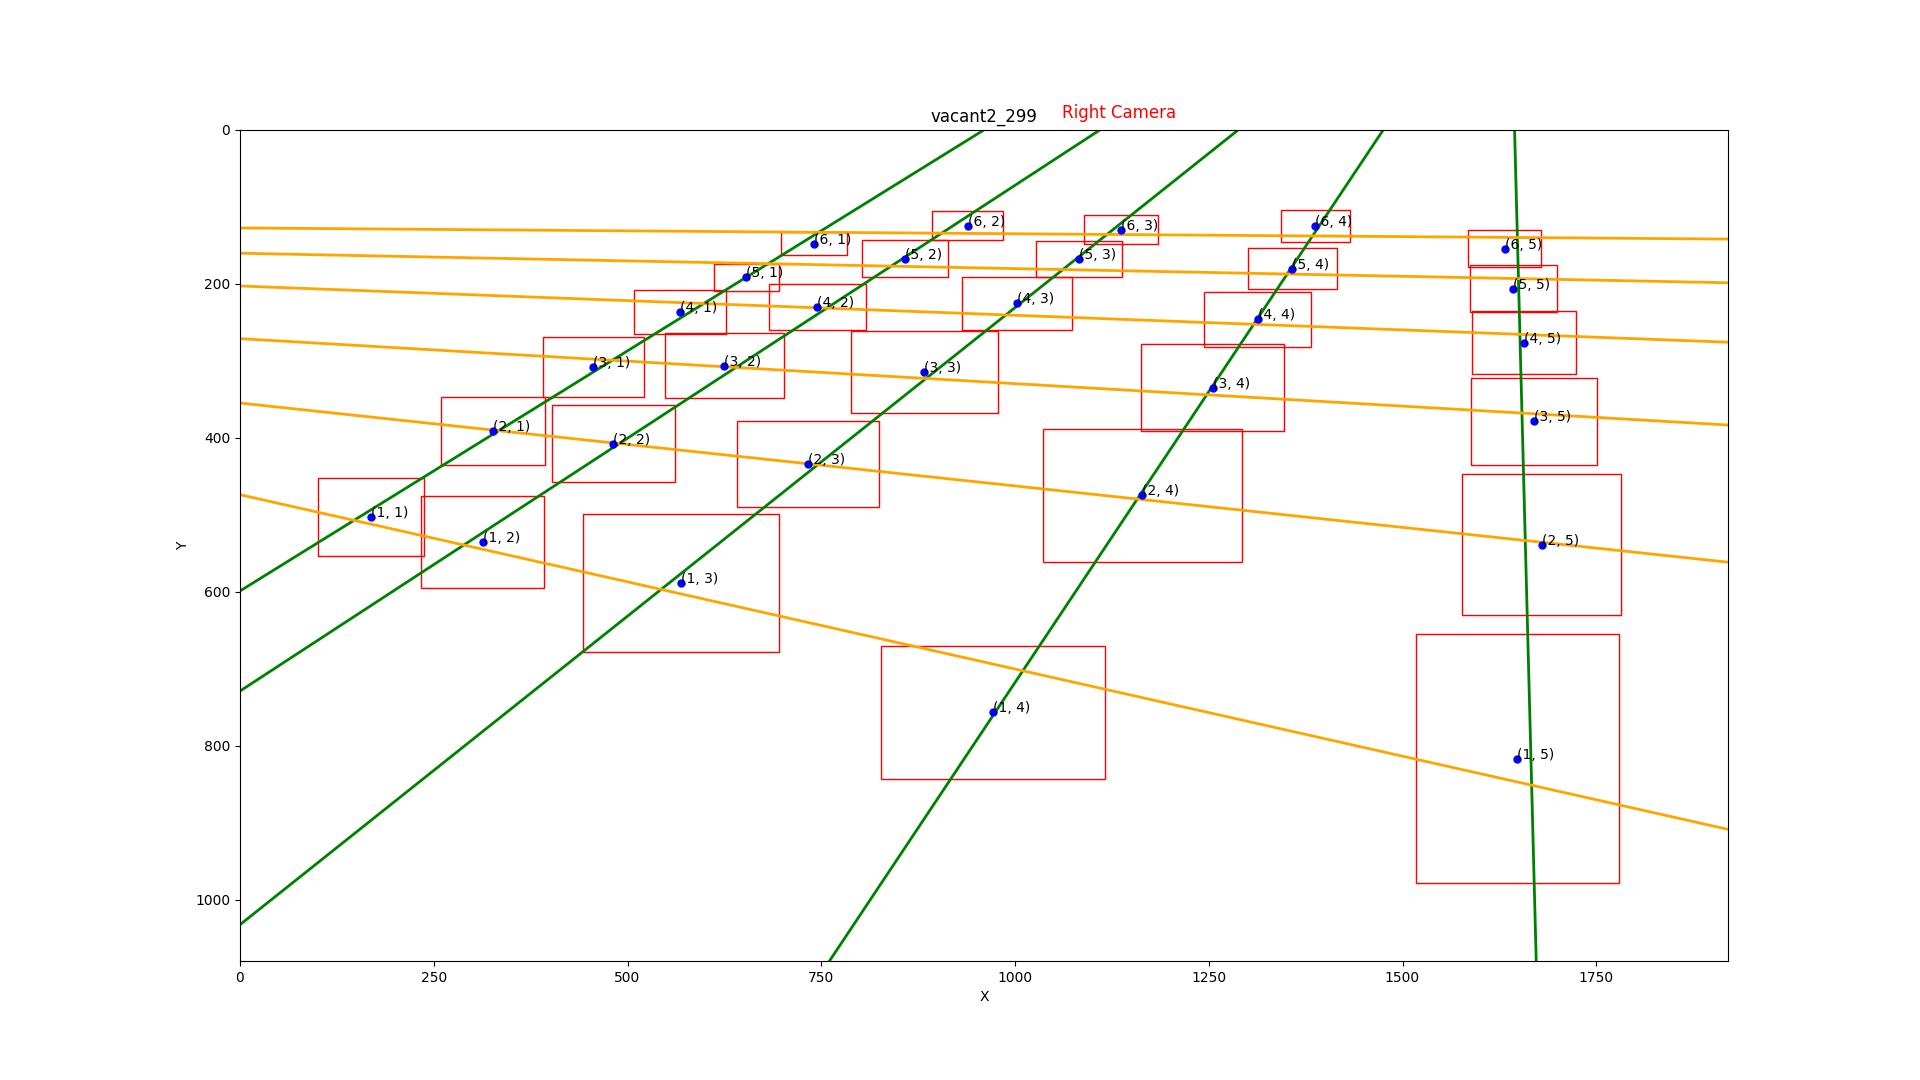 vacant2_299 Right Camera
0
(6, 2) (6, 3) (6, 4)
(6, 1) (6, 5)
(5, 1) (5, 2) (5, 3) (5, 4) (5, 5)
200
(4, 1) (4, 2) (4, 3) (4, 4) (4, 5)
(3, 1) (3, 2) (3, 3) (3, 4) (3, 5)
400
(2, 1) (2, 2) (2, 3) (2, 4) (2, 5)
(1, 1) (1, 2) (1, 3) (1, 4) (1, 5)
Y
600
800
1000
0 250 500 750 1000 1250 1500 1750
X